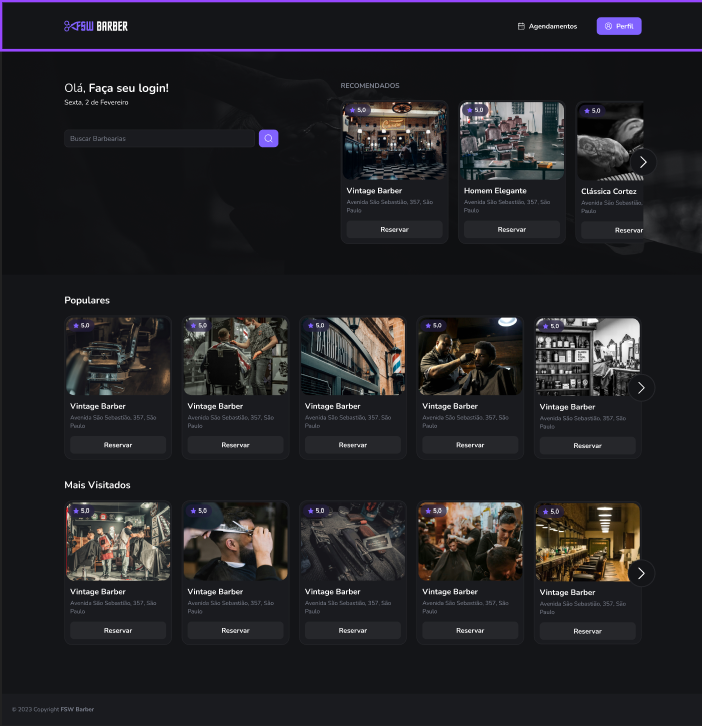 FSW BARBER
Agendamentos
Perfil
Olá, Faça seu login!
Sexta, 2 de Fevereiro
Buscar Barbearias
RECOMENDADOS
5,0
Vintage Barber
Avenida São Sebastião, 357, São
Paulo
Reservar
5,0
Homem Elegante
Avenida São Sebastião, 357, São
Paulo
Reservar
5,0
Clássica Cortez
Avenida São Sebastião,
Paulo
Reservar
Populares
5,0
Vintage Barber
Avenida São Sebastião, 357, São
Paulo
Reservar
5,0
Vintage Barber
Avenida São Sebastião, 357, São
Paulo
Reservar
5,0
Vintage Barber
Avenida São Sebastião, 357, São
Paulo
Reservar
5,0
Vintage Barber
Avenida São Sebastião, 357, São
Paulo
Reservar
5,0
Vintage Barber
Avenida São Sebastião, 357, São
Paulo
Reservar
Mais Visitados
5,0
Vintage Barber
Avenida São Sebastião, 357, São
Paulo
Reservar
5,0
Vintage Barber
Avenida São Sebastião, 357, São
Paulo
Reservar
5,0
Vintage Barber
Avenida São Sebastião, 357, São
Paulo
Reservar
5,0
Vintage Barber
Avenida São Sebastião, 357, São
Paulo
Reservar
5,0
Vintage Barber
Avenida São Sebastião, 357, São
Paulo
Reservar
© 2023 Copyright FSW Barber